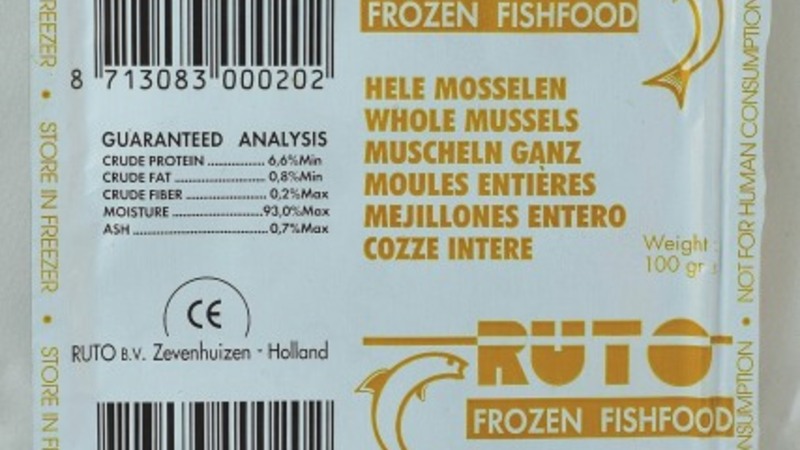 FROZEN FISHFOOD
8 713083 000202
HELE MOSSELEN
WHOLE MUSSELS
MUSCHELN GANZ
MOULES ENTIÈRES
MEJILLONES ENTERO
COZZE INTERE
GUARANTEED ANALYSIS
CRUDE PROTEIN ............... 6,6%Min
CRUDE FAT ..................... 0,8%Min
CRUDE FIBER ................... 0,2%Max
MOISTURE ..................... 93,0%Max
ASH .............................. 0,7%Max
Weight :
100 gr
CE
RUTO B.V. Zevenhuizen - Holland
RUTO
FROZEN FISHFOOD
FREEZER • STORE IN FREEZER • STORE IN F
NSUMPTION • NOT FOR HUMAN CONSUMPTION